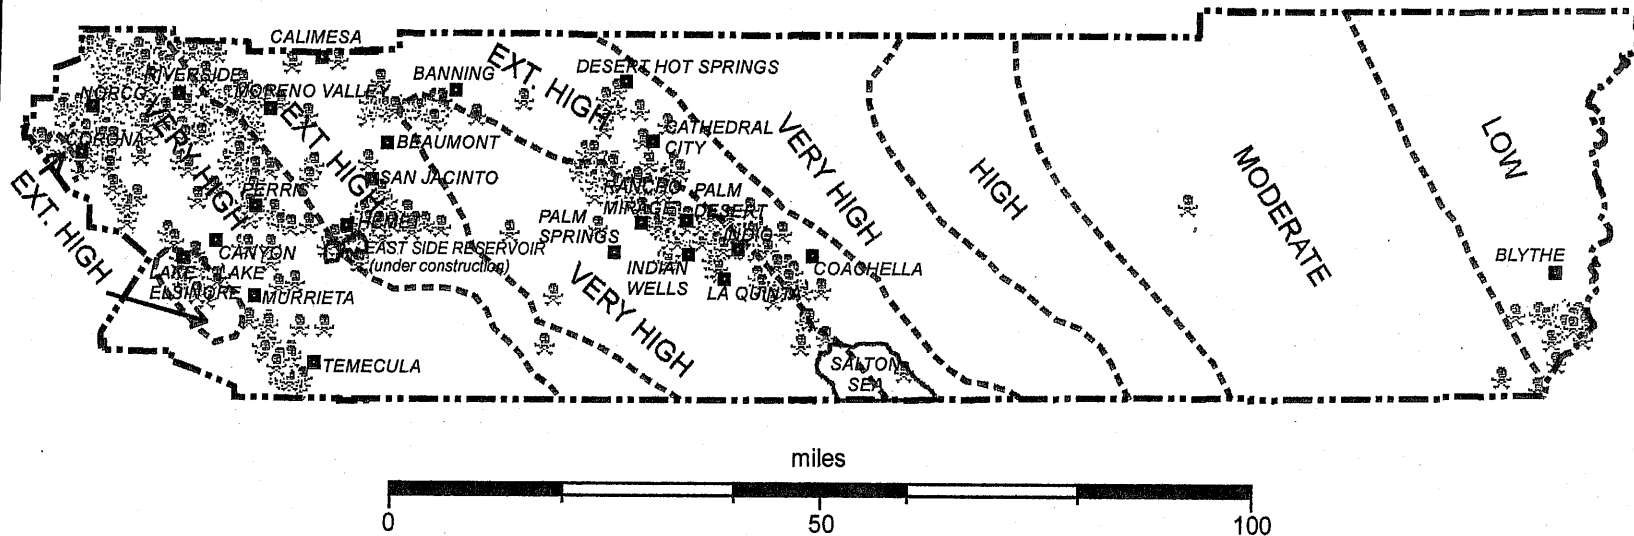 CALIMESA
RIVERSIDE
NORCO
MORENO VALLEY
BANNING
EXT. HIGH
DESERT HOT SPRINGS
CORONA
VERY HIGH
EXT. HIGH
BEAUMONT
CATHEDRAL
CITY
VERY HIGH
HIGH
MODERATE
LOW
EXT. HIGH
PERRIS
SAN JACINTO
RANCHO
MIRAGE
PALM
DESERT
HEMET
PALM
SPRINGS
INDIO
CANYON
LAKE
EAST SIDE RESERVOIR
(under construction)
LAKE
ELSINORE
VERY HIGH
INDIAN
WELLS
LA QUINTA
COACHELLA
BLYTHE
MURRIETA
TEMECULA
SALTON
SEA
miles
0 50 100